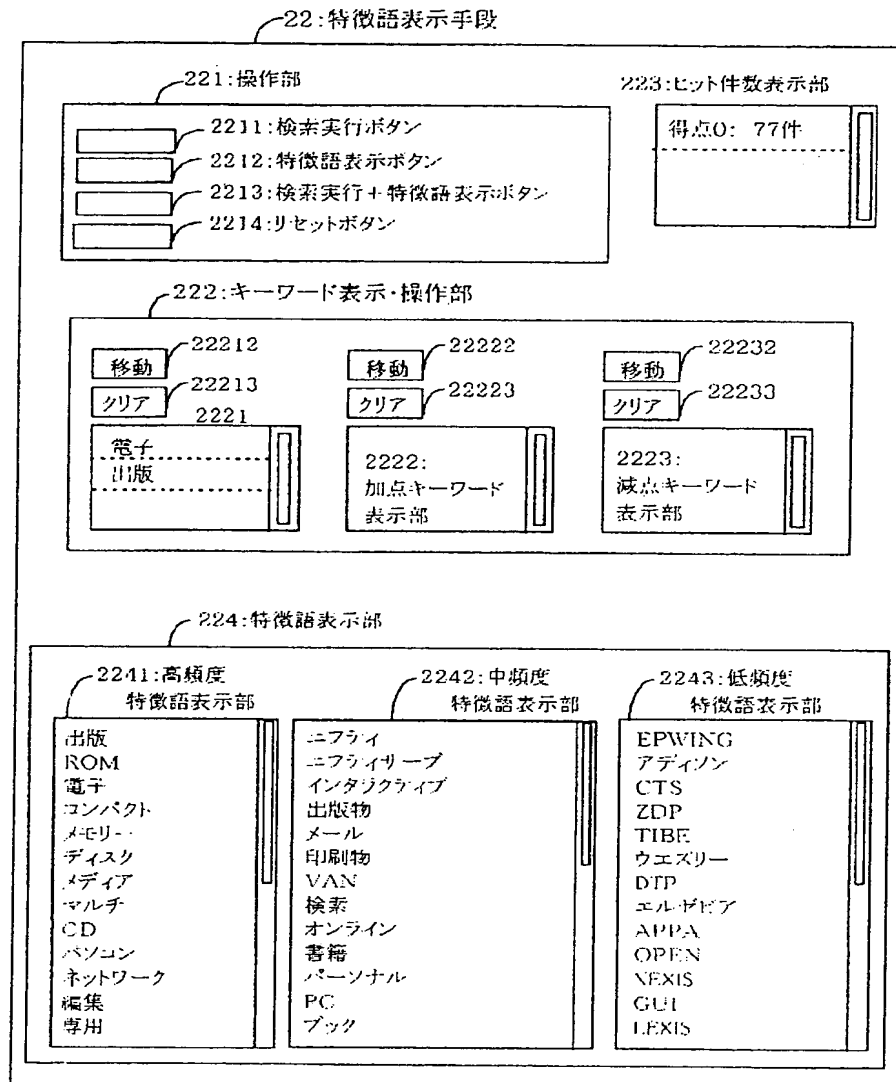 22:特徴語表示手段
221:操作部
2211:検索実行ボタン
2212:特徴語表示ボタン
2213:検索実行+特徴語表示ボタン
2214:リセットボタン
223:ヒット件数表示部
得点0: 77件
222:キーワード表示・操作部
移動
22212
クリア
22213
2221
電子
出版
移動
22222
クリア
22223
2222:
加点キーワード
表示部
移動
22232
クリア
22233
2223:
減点キーワード
表示部
224:特徴語表示部
2241:高頻度
特徴語表示部
出版
ROM
電子
コンパクト
メモリー
ディスク
メディア
マルチ
CD
パソコン
ネットワーク
編集
専用
2242:中頻度
特徴語表示部
ニフティ
ニフティサーブ
インタラクティブ
出版物
メール
印刷物
VAN
検索
オンライン
書籍
パーソナル
PC
ブック
2243:低頻度
特徴語表示部
EPWING
アディソン
CTS
ZDP
TIBE
ウエズリー
DTP
エルゼビア
APPA
OPEN
NEXIS
GUI
LEXIS